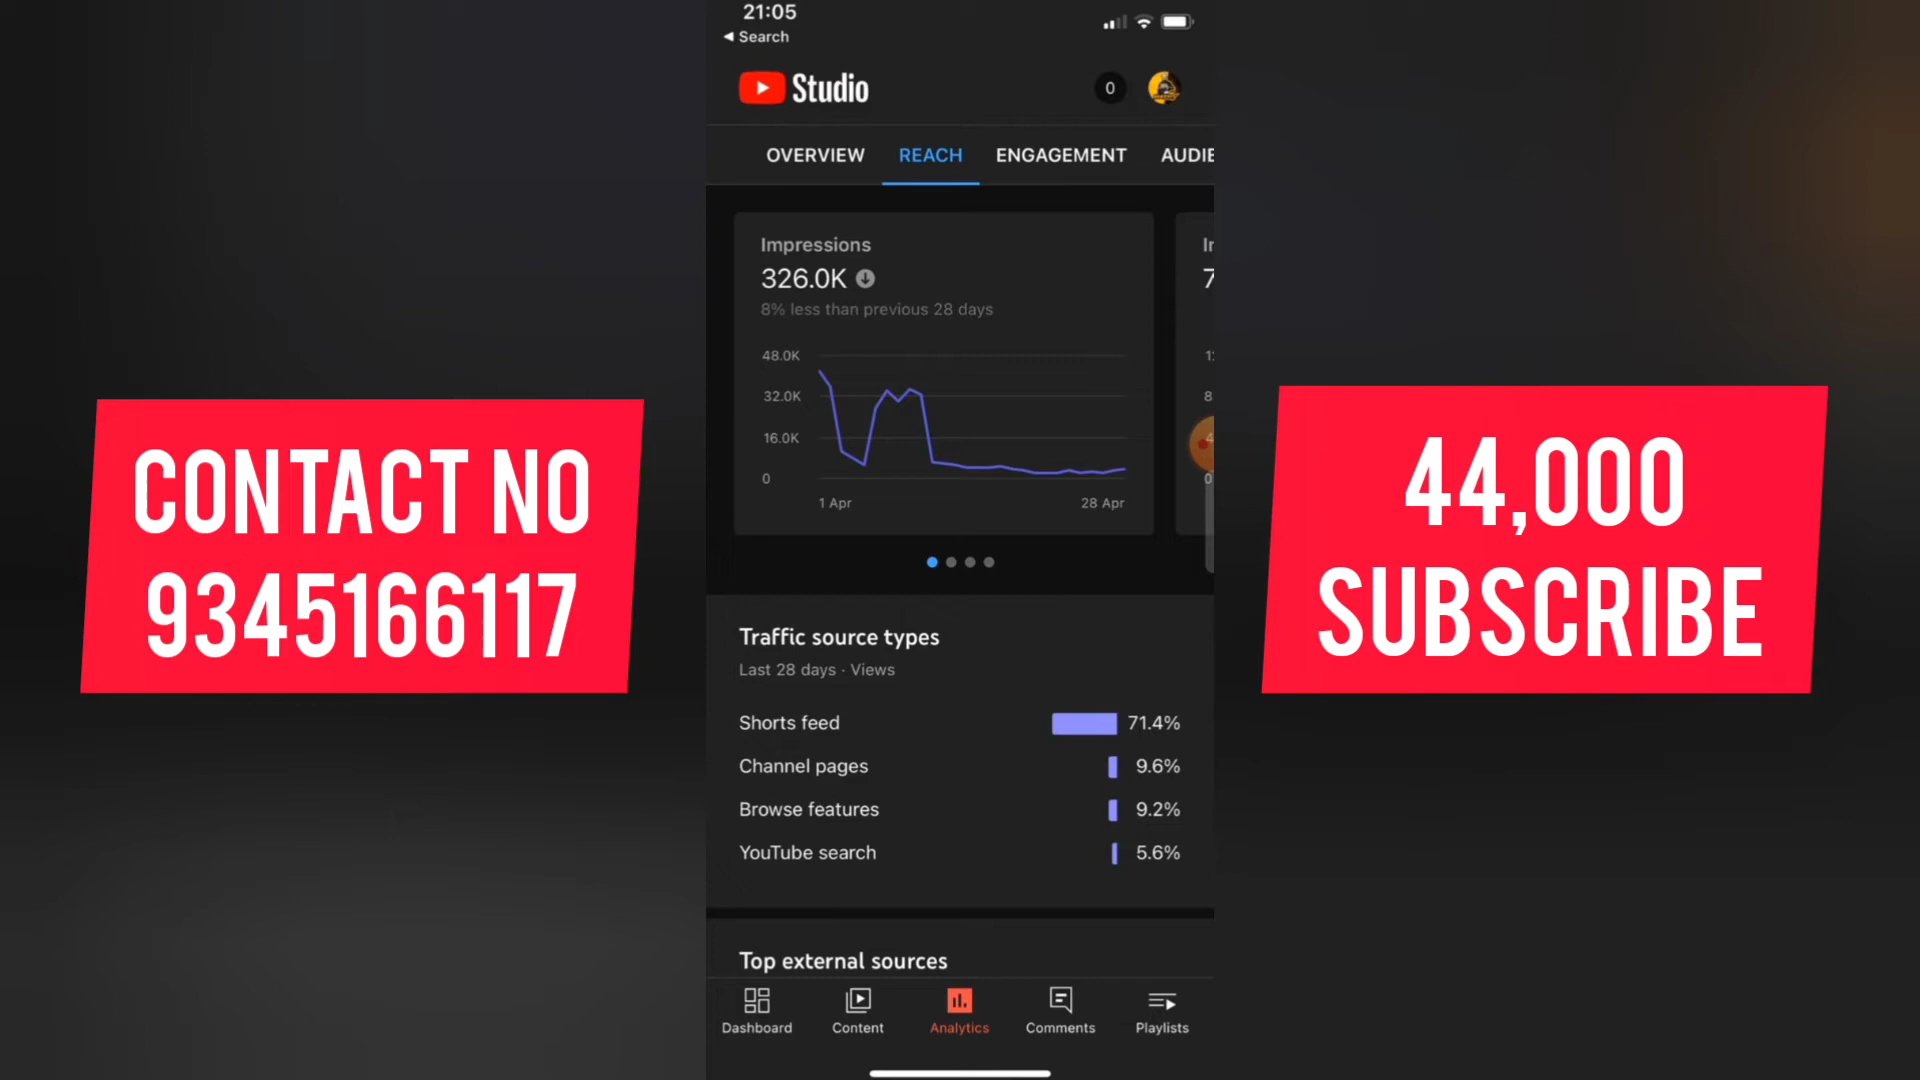 21:05
◀ Search
Studio
0
OVERVIEW REACH ENGAGEMENT AUDIE
Impressions
326.0K
8% less than previous 28 days
48.0K
32.0K
16.0K
0
1 Apr 28 Apr
CONTACT NO
9345166117
44,000
SUBSCRIBE
Traffic source types
Last 28 days · Views
Shorts feed 71.4%
Channel pages 9.6%
Browse features 9.2%
YouTube search 5.6%
Top external sources
Dashboard Content Analytics Comments Playlists